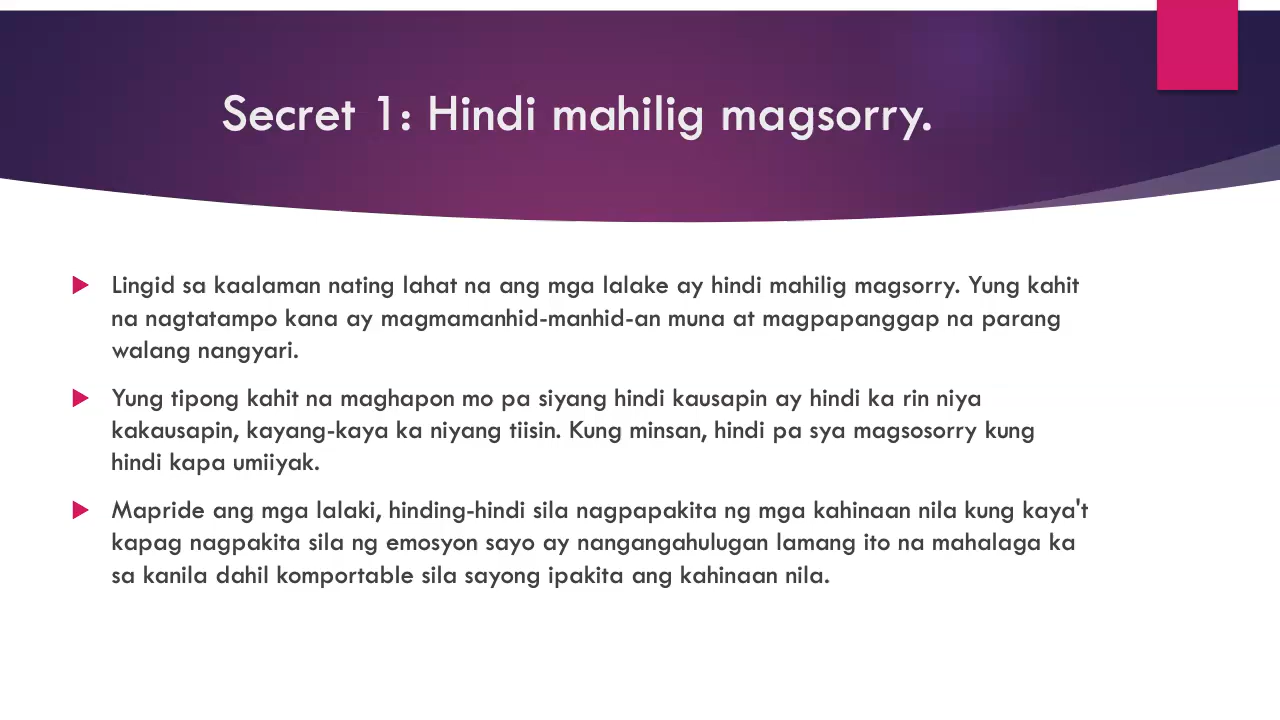 Secret 1: Hindi mahilig magsorry.
Lingid sa kaalaman nating lahat na ang mga lalake ay hindi mahilig magsorry. Yung kahit
na nagtatampo kana ay magmamanhid-manhid-an muna at magpapanggap na parang
walang nangyari.
Yung tipong kahit na maghapon mo pa siyang hindi kausapin ay hindi ka rin niya
kakausapin, kayang-kaya ka niyang tiisin. Kung minsan, hindi pa sya magsosorry kung
hindi kapa umiiyak.
Mapride ang mga lalaki, hinding-hindi sila nagpapakita ng mga kahinaan nila kung kaya't
kapag nagpakita sila ng emosyon sayo ay nangangahulugan lamang ito na mahalaga ka
sa kanila dahil komportable sila sayong ipakita ang kahinaan nila.